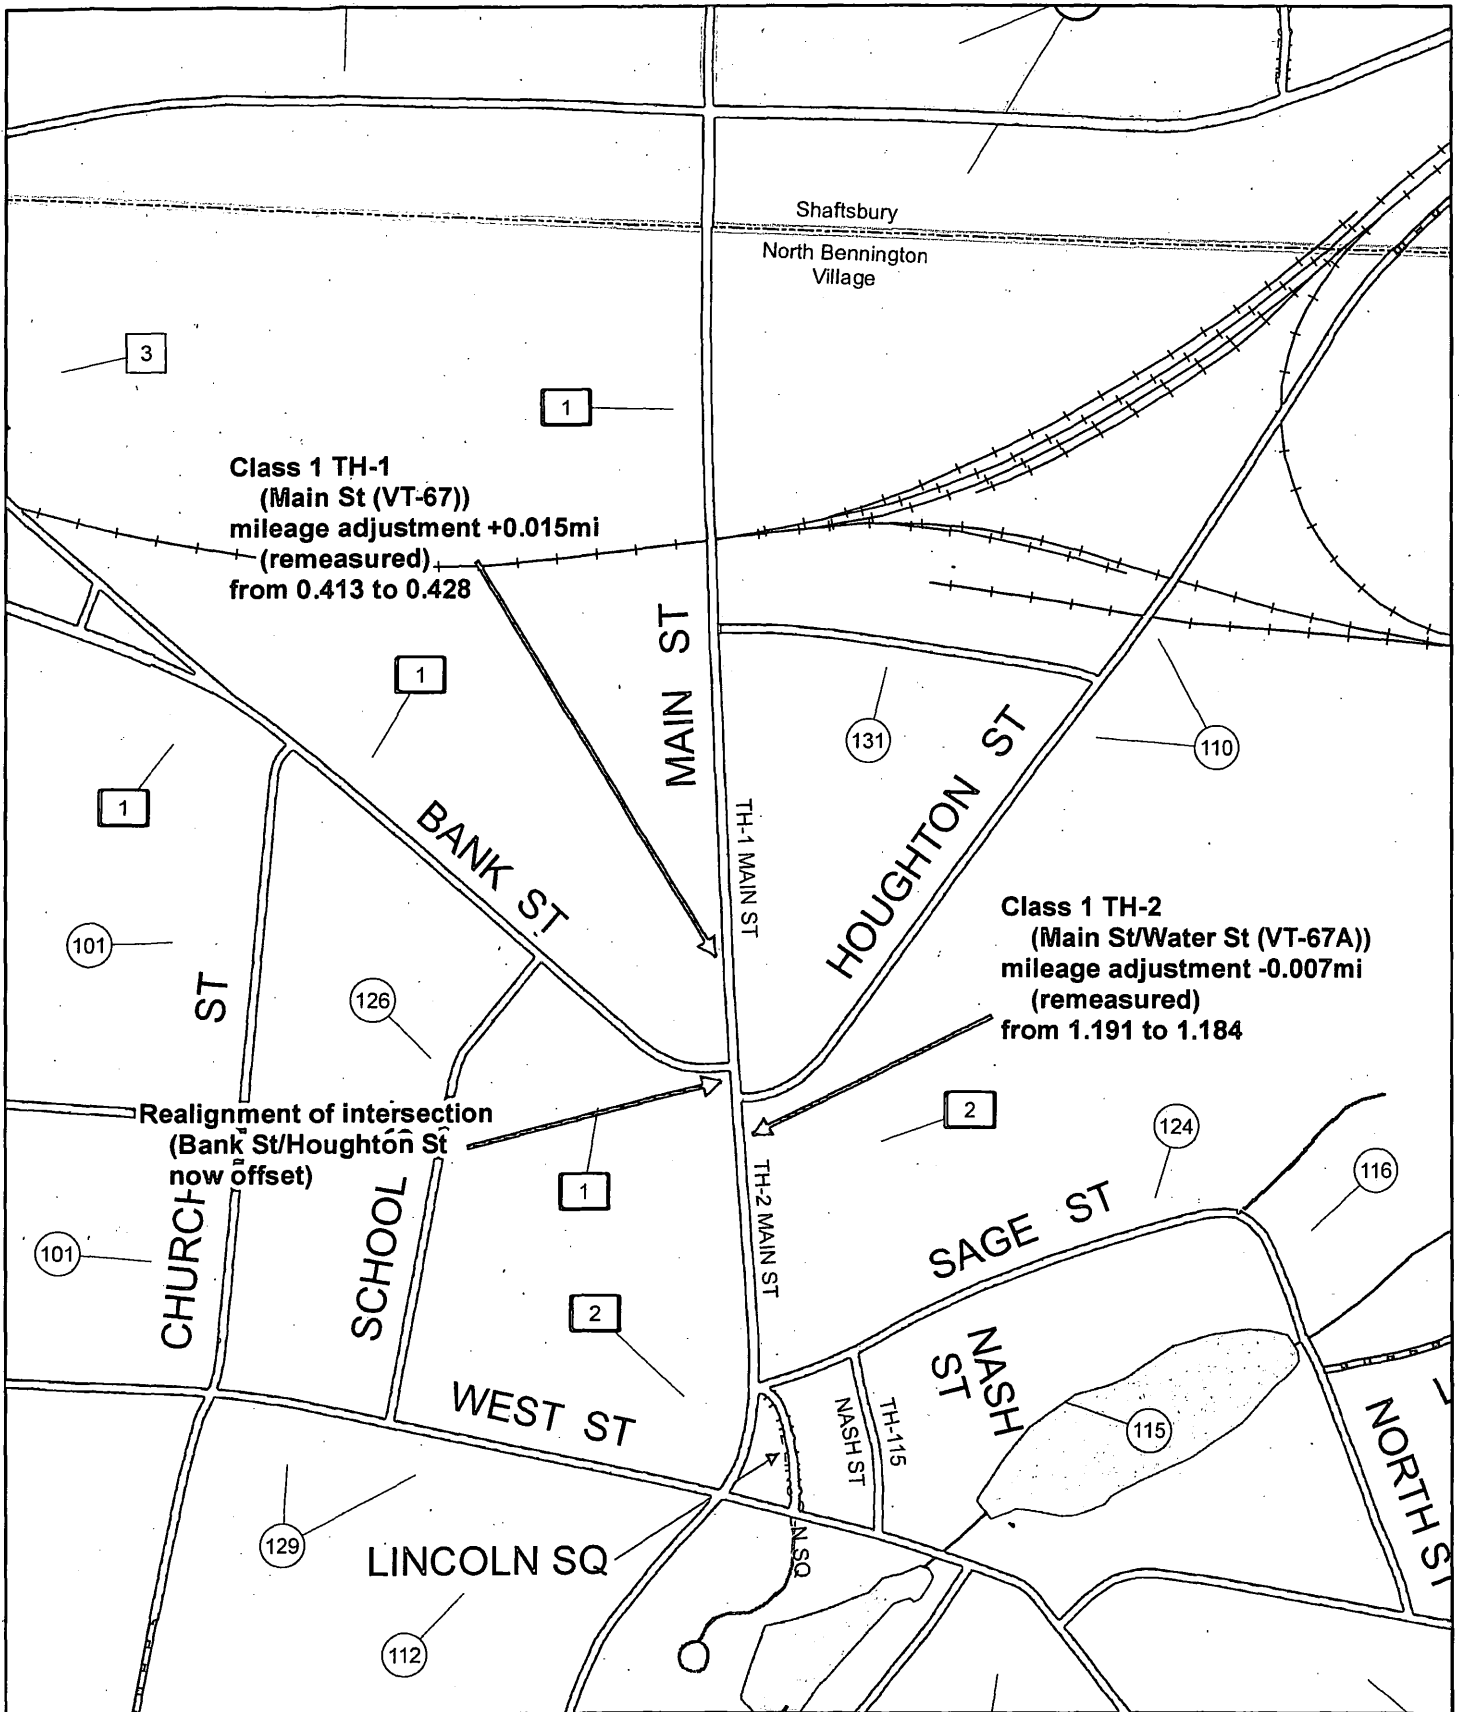 Shaftsbury
North Bennington
Village
3
1
Class 1 TH-1
(Main St (VT-67))
mileage adjustment +0.015mi
(remeasured)
from 0.413 to 0.428
MAIN ST
1
131
110
1
BANK ST
TH-1 MAIN ST
HOUGHTON ST
Class 1 TH-2
(Main St/Water St (VT-67A))
mileage adjustment -0.007mi
(remeasured)
from 1.191 to 1.184
101
126
Realignment of intersection
(Bank St/Houghton St
now offset)
2
124
116
1
TH-2 MAIN ST
CHURCH ST
SCHOOL
101
SAGE ST
2
NASH
ST
WEST ST
NASH ST
TH-115
115
NORTH ST
129
LINCOLN SQ
N SQ
112